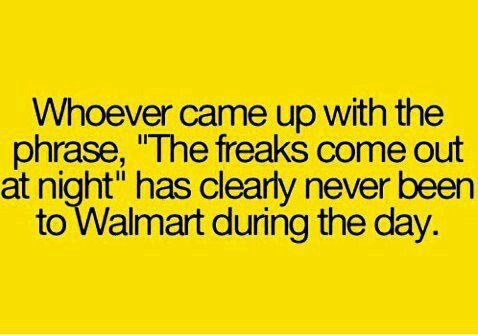 Whoever came up with the
phrase, "The freaks come out
at night" has clearly never been
to Walmart during the day.